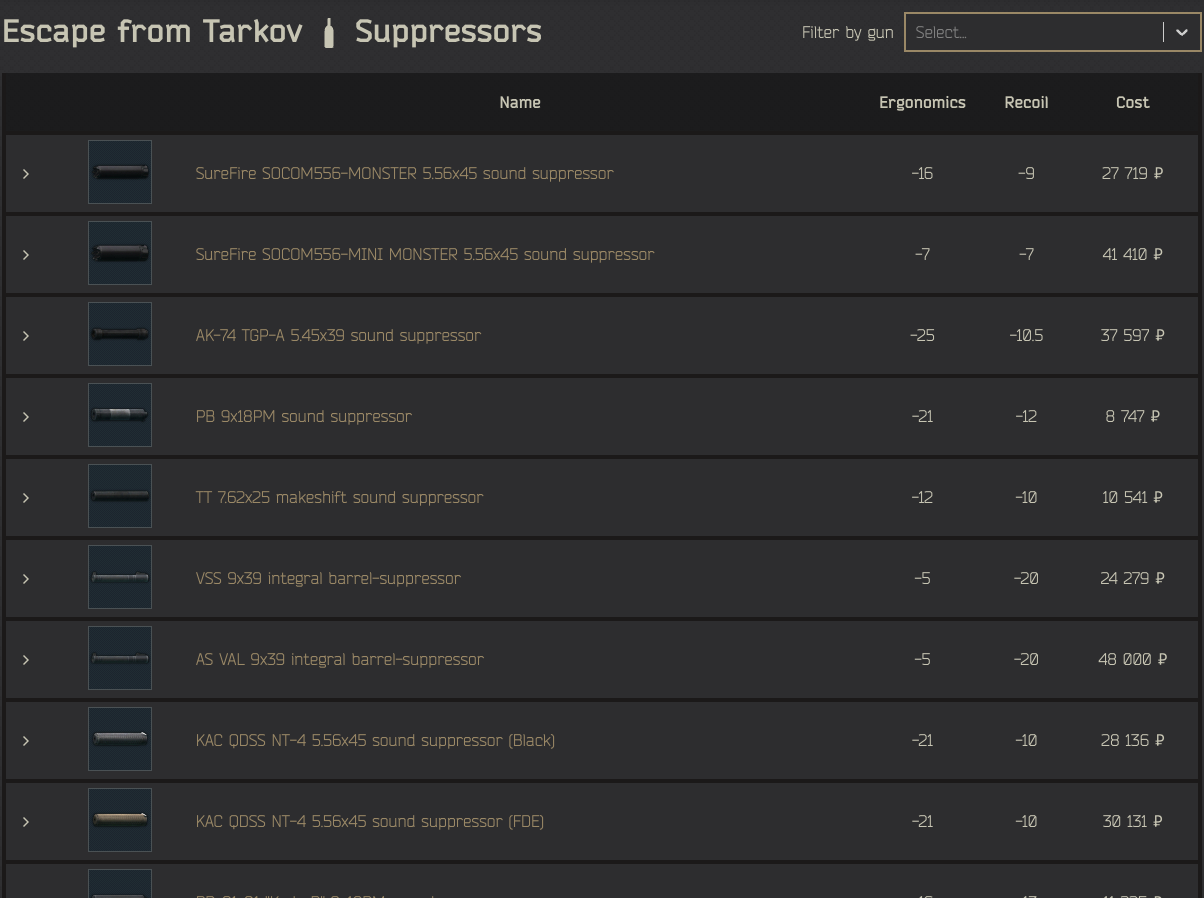 Escape from Tarkov Suppressors
Filter by gun Select...
Name Ergonomics Recoil Cost
SureFire SOCOM556-MONSTER 5.56x45 sound suppressor -16 -9 27 719 ₽
SureFire SOCOM556-MINI MONSTER 5.56x45 sound suppressor -7 -7 41 410 ₽
AK-74 TGP-A 5.45x39 sound suppressor -25 -10.5 37 597 ₽
PB 9x18PM sound suppressor -21 -12 8 747 ₽
TT 7.62x25 makeshift sound suppressor -12 -10 10 541 ₽
VSS 9x39 integral barrel-suppressor -5 -20 24 279 ₽
AS VAL 9x39 integral barrel-suppressor -5 -20 48 000 ₽
KAC QDSS NT-4 5.56x45 sound suppressor (Black) -21 -10 28 136 ₽
KAC QDSS NT-4 5.56x45 sound suppressor (FDE) -21 -10 30 131 ₽